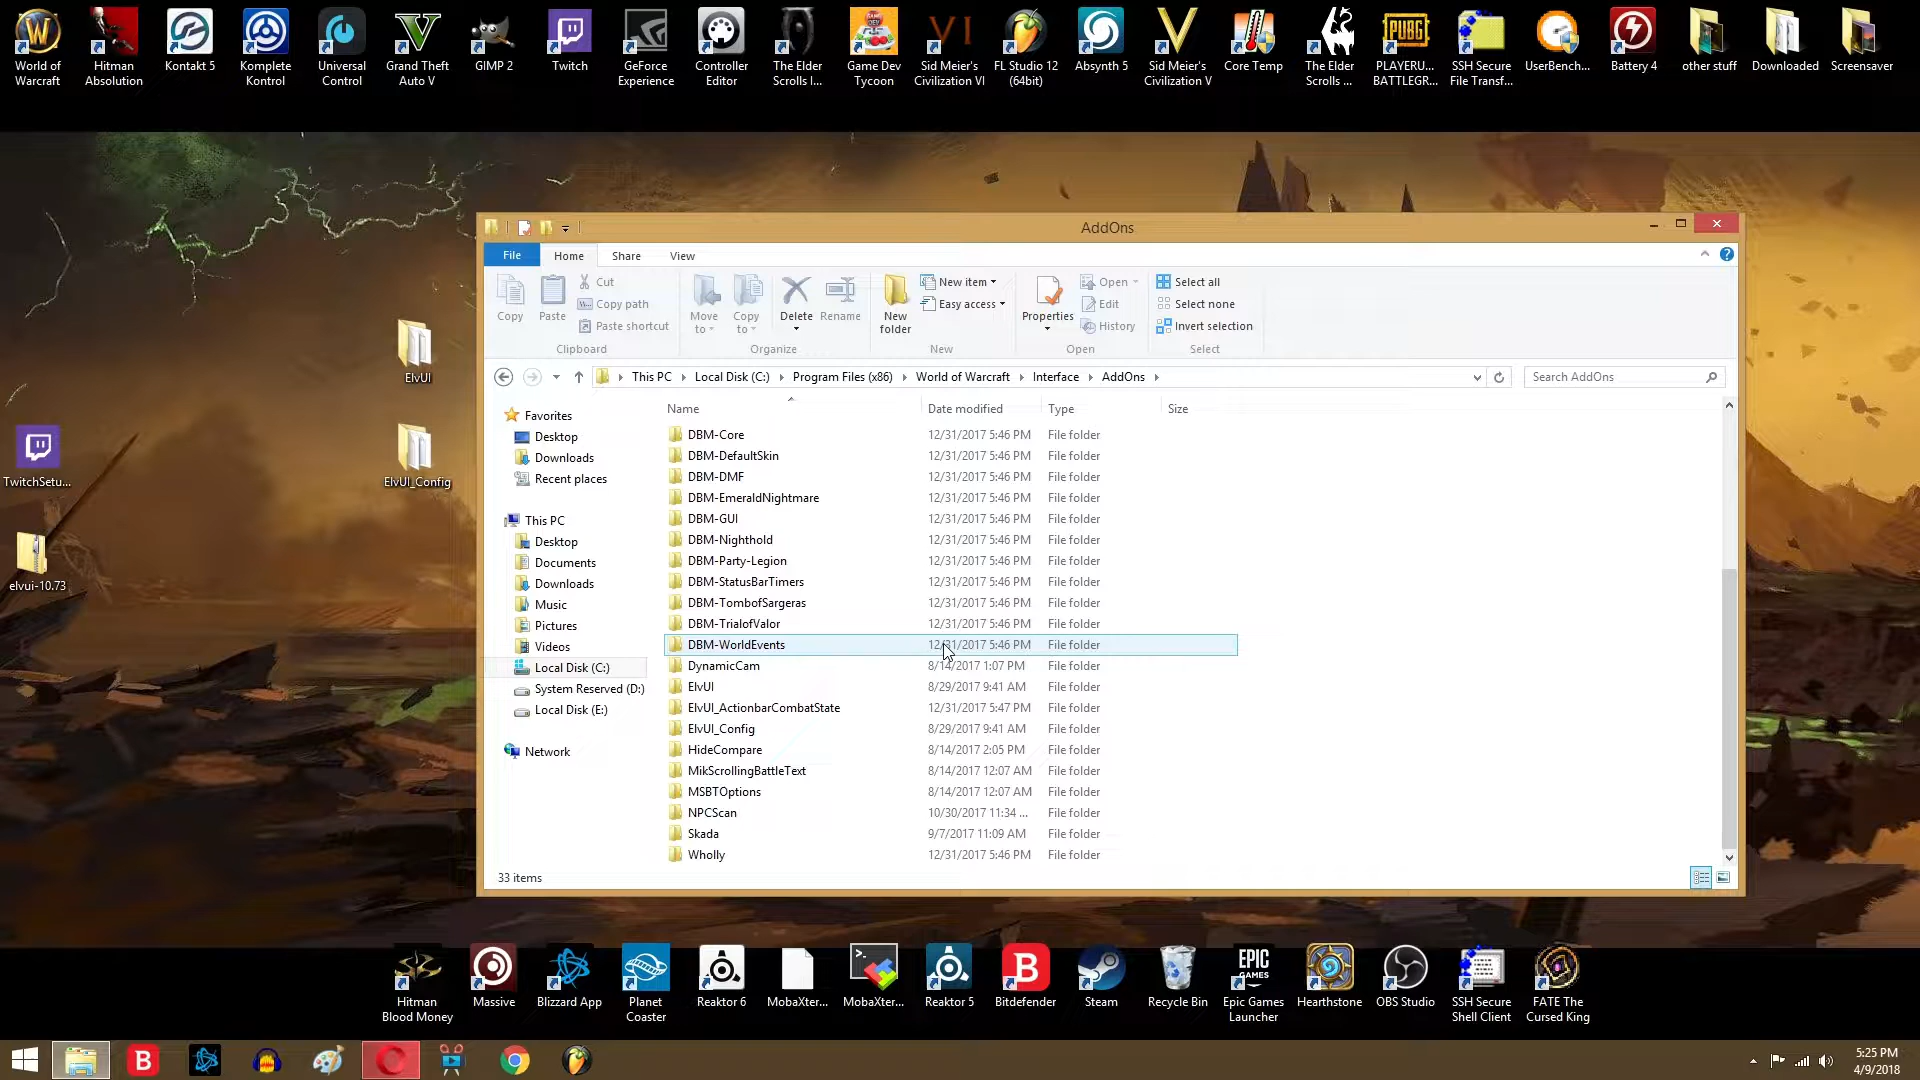 World of Warcraft
Hitman Absolution
Kontakt 5
Komplete Kontrol
Universal Control
Grand Theft Auto V
GIMP 2
Twitch
GeForce Experience
Controller Editor
The Elder Scrolls I...
Game Dev Tycoon
VI
Sid Meier's Civilization VI
FL Studio 12 (64bit)
Absynth 5
Sid Meier's Civilization V
Core Temp
The Elder Scrolls ...
PUBG
PLAYERU... BATTLEGR...
SSH Secure File Transf...
UserBench...
Battery 4
other stuff
Downloaded
Screensaver
ElvUI
ElvUI_Config
TwitchSetu...
elvui-10.73
AddOns
File
Home
Share
View
Copy
Paste
Cut
Copy path
Paste shortcut
Clipboard
Move to
Copy to
Delete
Rename
Organize
New folder
New item
Easy access
New
Properties
Open
Edit
History
Open
Select all
Select none
Invert selection
Select
This PC
Local Disk (C:)
Program Files (x86)
World of Warcraft
Interface
AddOns
Search AddOns
Favorites
Desktop
Downloads
Recent places
This PC
Desktop
Documents
Downloads
Music
Pictures
Videos
Local Disk (C:)
System Reserved (D:)
Local Disk (E:)
Network
Name Date modified Type Size
DBM-Core 12/31/2017 5:46 PM File folder
DBM-DefaultSkin 12/31/2017 5:46 PM File folder
DBM-DMF 12/31/2017 5:46 PM File folder
DBM-EmeraldNightmare 12/31/2017 5:46 PM File folder
DBM-GUI 12/31/2017 5:46 PM File folder
DBM-Nighthold 12/31/2017 5:46 PM File folder
DBM-Party-Legion 12/31/2017 5:46 PM File folder
DBM-StatusBarTimers 12/31/2017 5:46 PM File folder
DBM-TombofSargeras 12/31/2017 5:46 PM File folder
DBM-TrialofValor 12/31/2017 5:46 PM File folder
DBM-WorldEvents 12/31/2017 5:46 PM File folder
DynamicCam 8/14/2017 1:07 PM File folder
ElvUI 8/29/2017 9:41 AM File folder
ElvUI_ActionbarCombatState 12/31/2017 5:47 PM File folder
ElvUI_Config 8/29/2017 9:41 AM File folder
HideCompare 8/14/2017 2:05 PM File folder
MikScrollingBattleText 8/14/2017 12:07 AM File folder
MSBTOptions 8/14/2017 12:07 AM File folder
NPCScan 10/30/2017 11:34 ... File folder
Skada 9/7/2017 11:09 AM File folder
Wholly 12/31/2017 5:46 PM File folder
33 items
Hitman Blood Money
Massive
Blizzard App
Planet Coaster
Reaktor 6
MobaXter...
MobaXter...
Reaktor 5
Bitdefender
Steam
Recycle Bin
EPIC GAMES
Epic Games Launcher
Hearthstone
OBS Studio
SSH Secure Shell Client
FATE The Cursed King
5:25 PM
4/9/2018